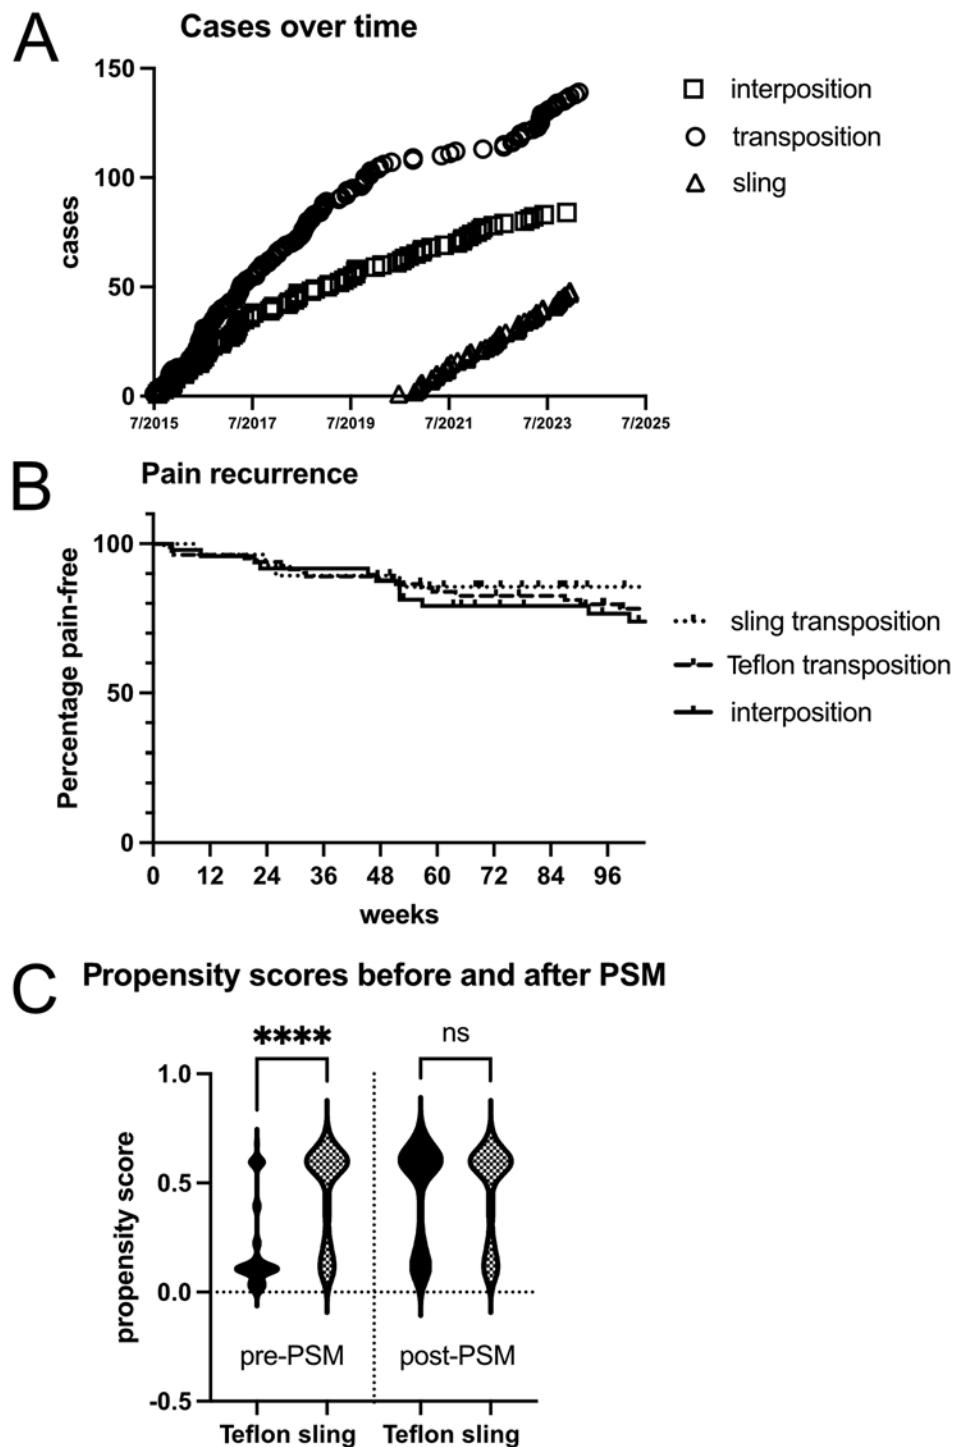 A
Cases over time
150
100
50
0
cases
7/2015 7/2017 7/2019 7/2021 7/2023 7/2025
interposition
transposition
sling
B
Pain recurrence
100
50
0
Percentage pain-free
0 12 24 36 48 60 72 84 96
weeks
sling transposition
Teflon transposition
interposition
C
Propensity scores before and after PSM
**** ns
1.0
0.5
0.0
-0.5
propensity score
pre-PSM post-PSM
Teflon sling Teflon sling